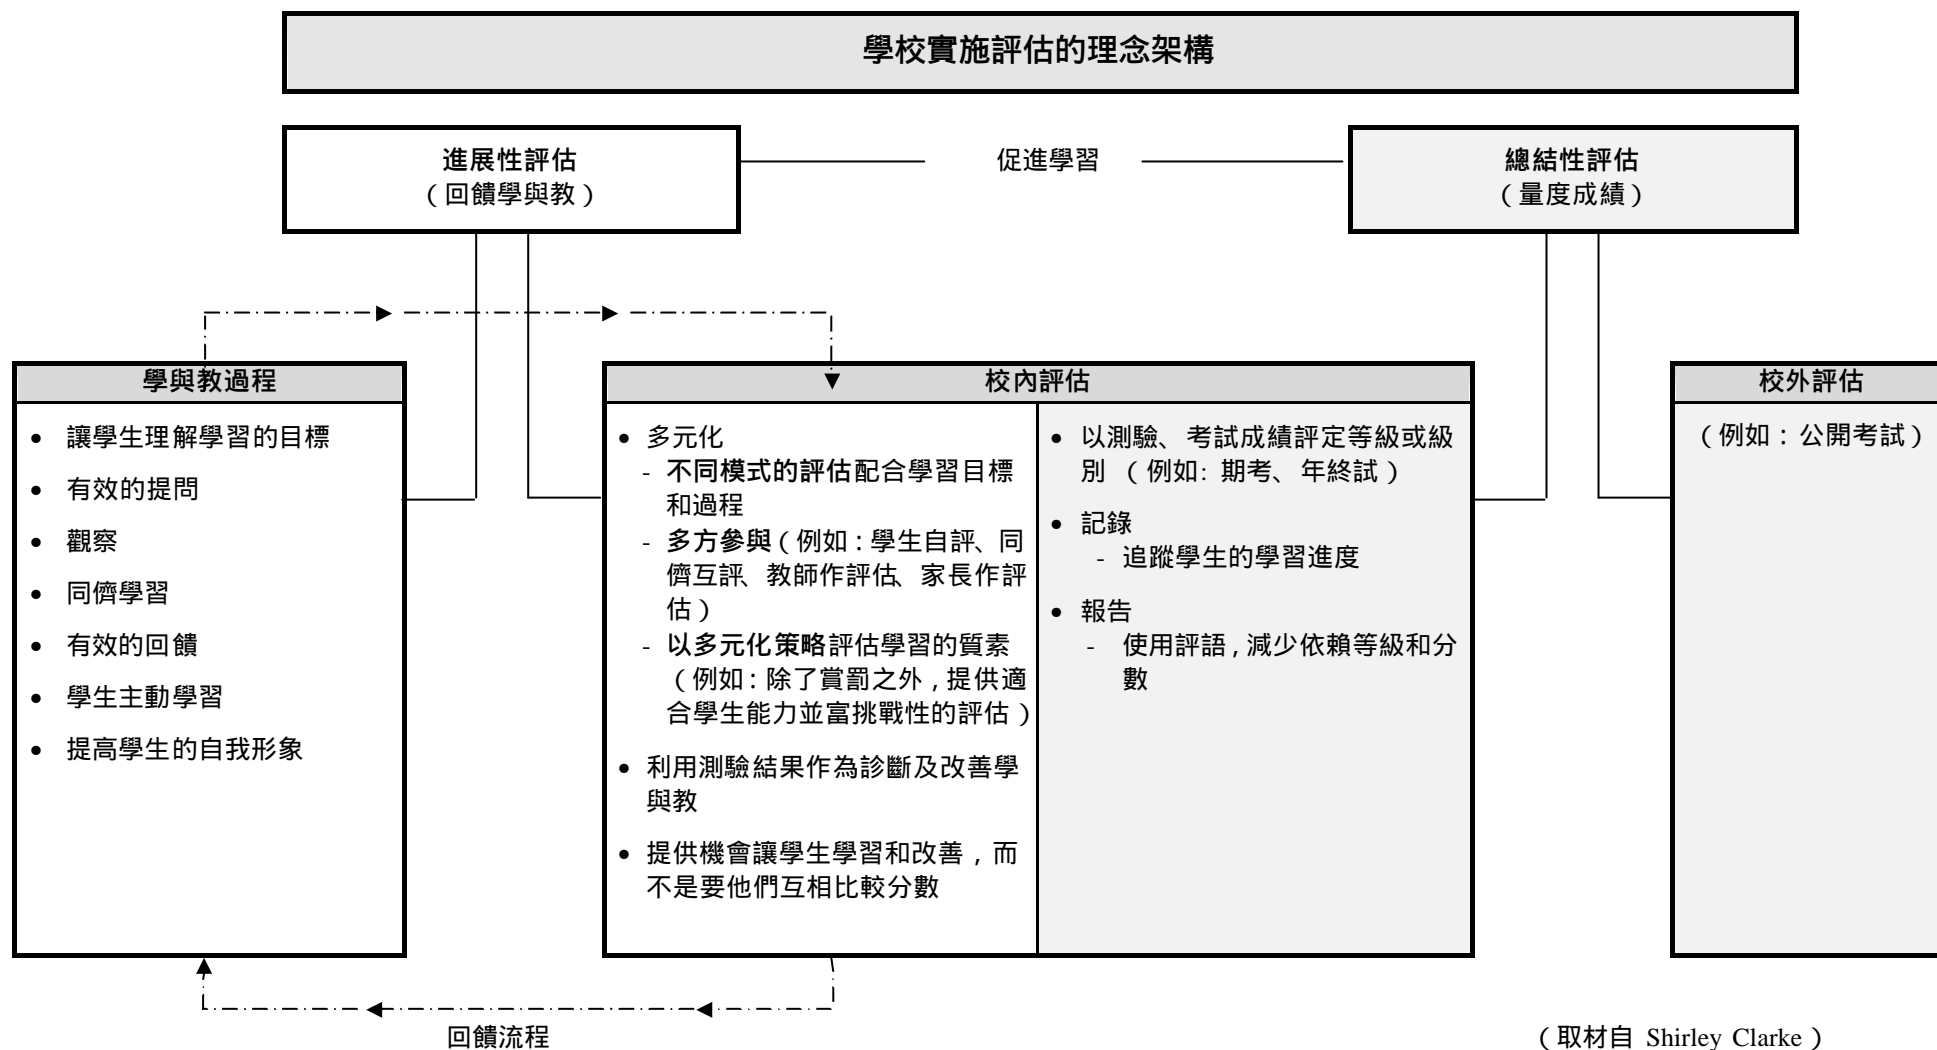 學校實施評估的理念架構
進展性評估
（回饋學與教）
促進學習
總結性評估
（量度成績）
學與教過程
• 讓學生理解學習的目標
• 有效的提問
• 觀察
• 同儕學習
• 有效的回饋
• 學生主動學習
• 提高學生的自我形象
校內評估
• 多元化
- 不同模式的評估配合學習目標
和過程
- 多方參與（例如：學生自評、同
儕互評、教師作評估、家長作評
估）
- 以多元化策略評估學習的質素
（例如：除了賞罰之外，提供適
合學生能力並富挑戰性的評估）
• 利用測驗結果作為診斷及改善學
與教
• 提供機會讓學生學習和改善，而
不是要他們互相比較分數
• 以測驗、考試成績評定等級或級
別 （例如: 期考、年終試）
• 記錄
- 追蹤學生的學習進度
• 報告
- 使用評語，減少依賴等級和分
數
校外評估
（例如：公開考試）
回饋流程
（取材自 Shirley Clarke）